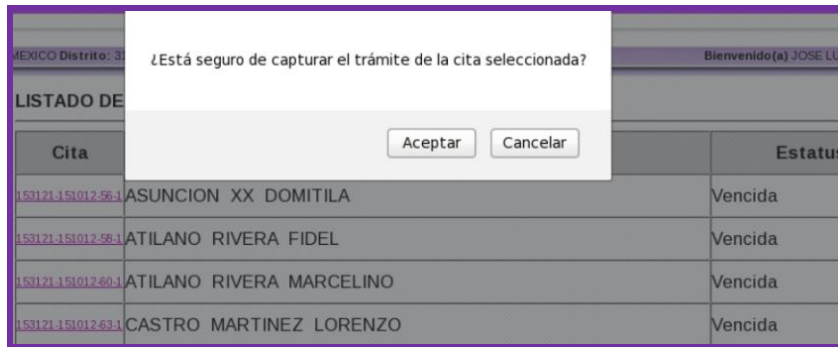 ¿Está seguro de capturar el trámite de la cita seleccionada?
Aceptar Cancelar
MEXICO Distrito: 31 Bienvenido(a) JOSE LU
LISTADO DE
Cita Estatus
153121-151012-56-1 ASUNCION XX DOMITILA Vencida
153121-151012-58-1 ATILANO RIVERA FIDEL Vencida
153121-151012-60-1 ATILANO RIVERA MARCELINO Vencida
153121-151012-63-1 CASTRO MARTINEZ LORENZO Vencida